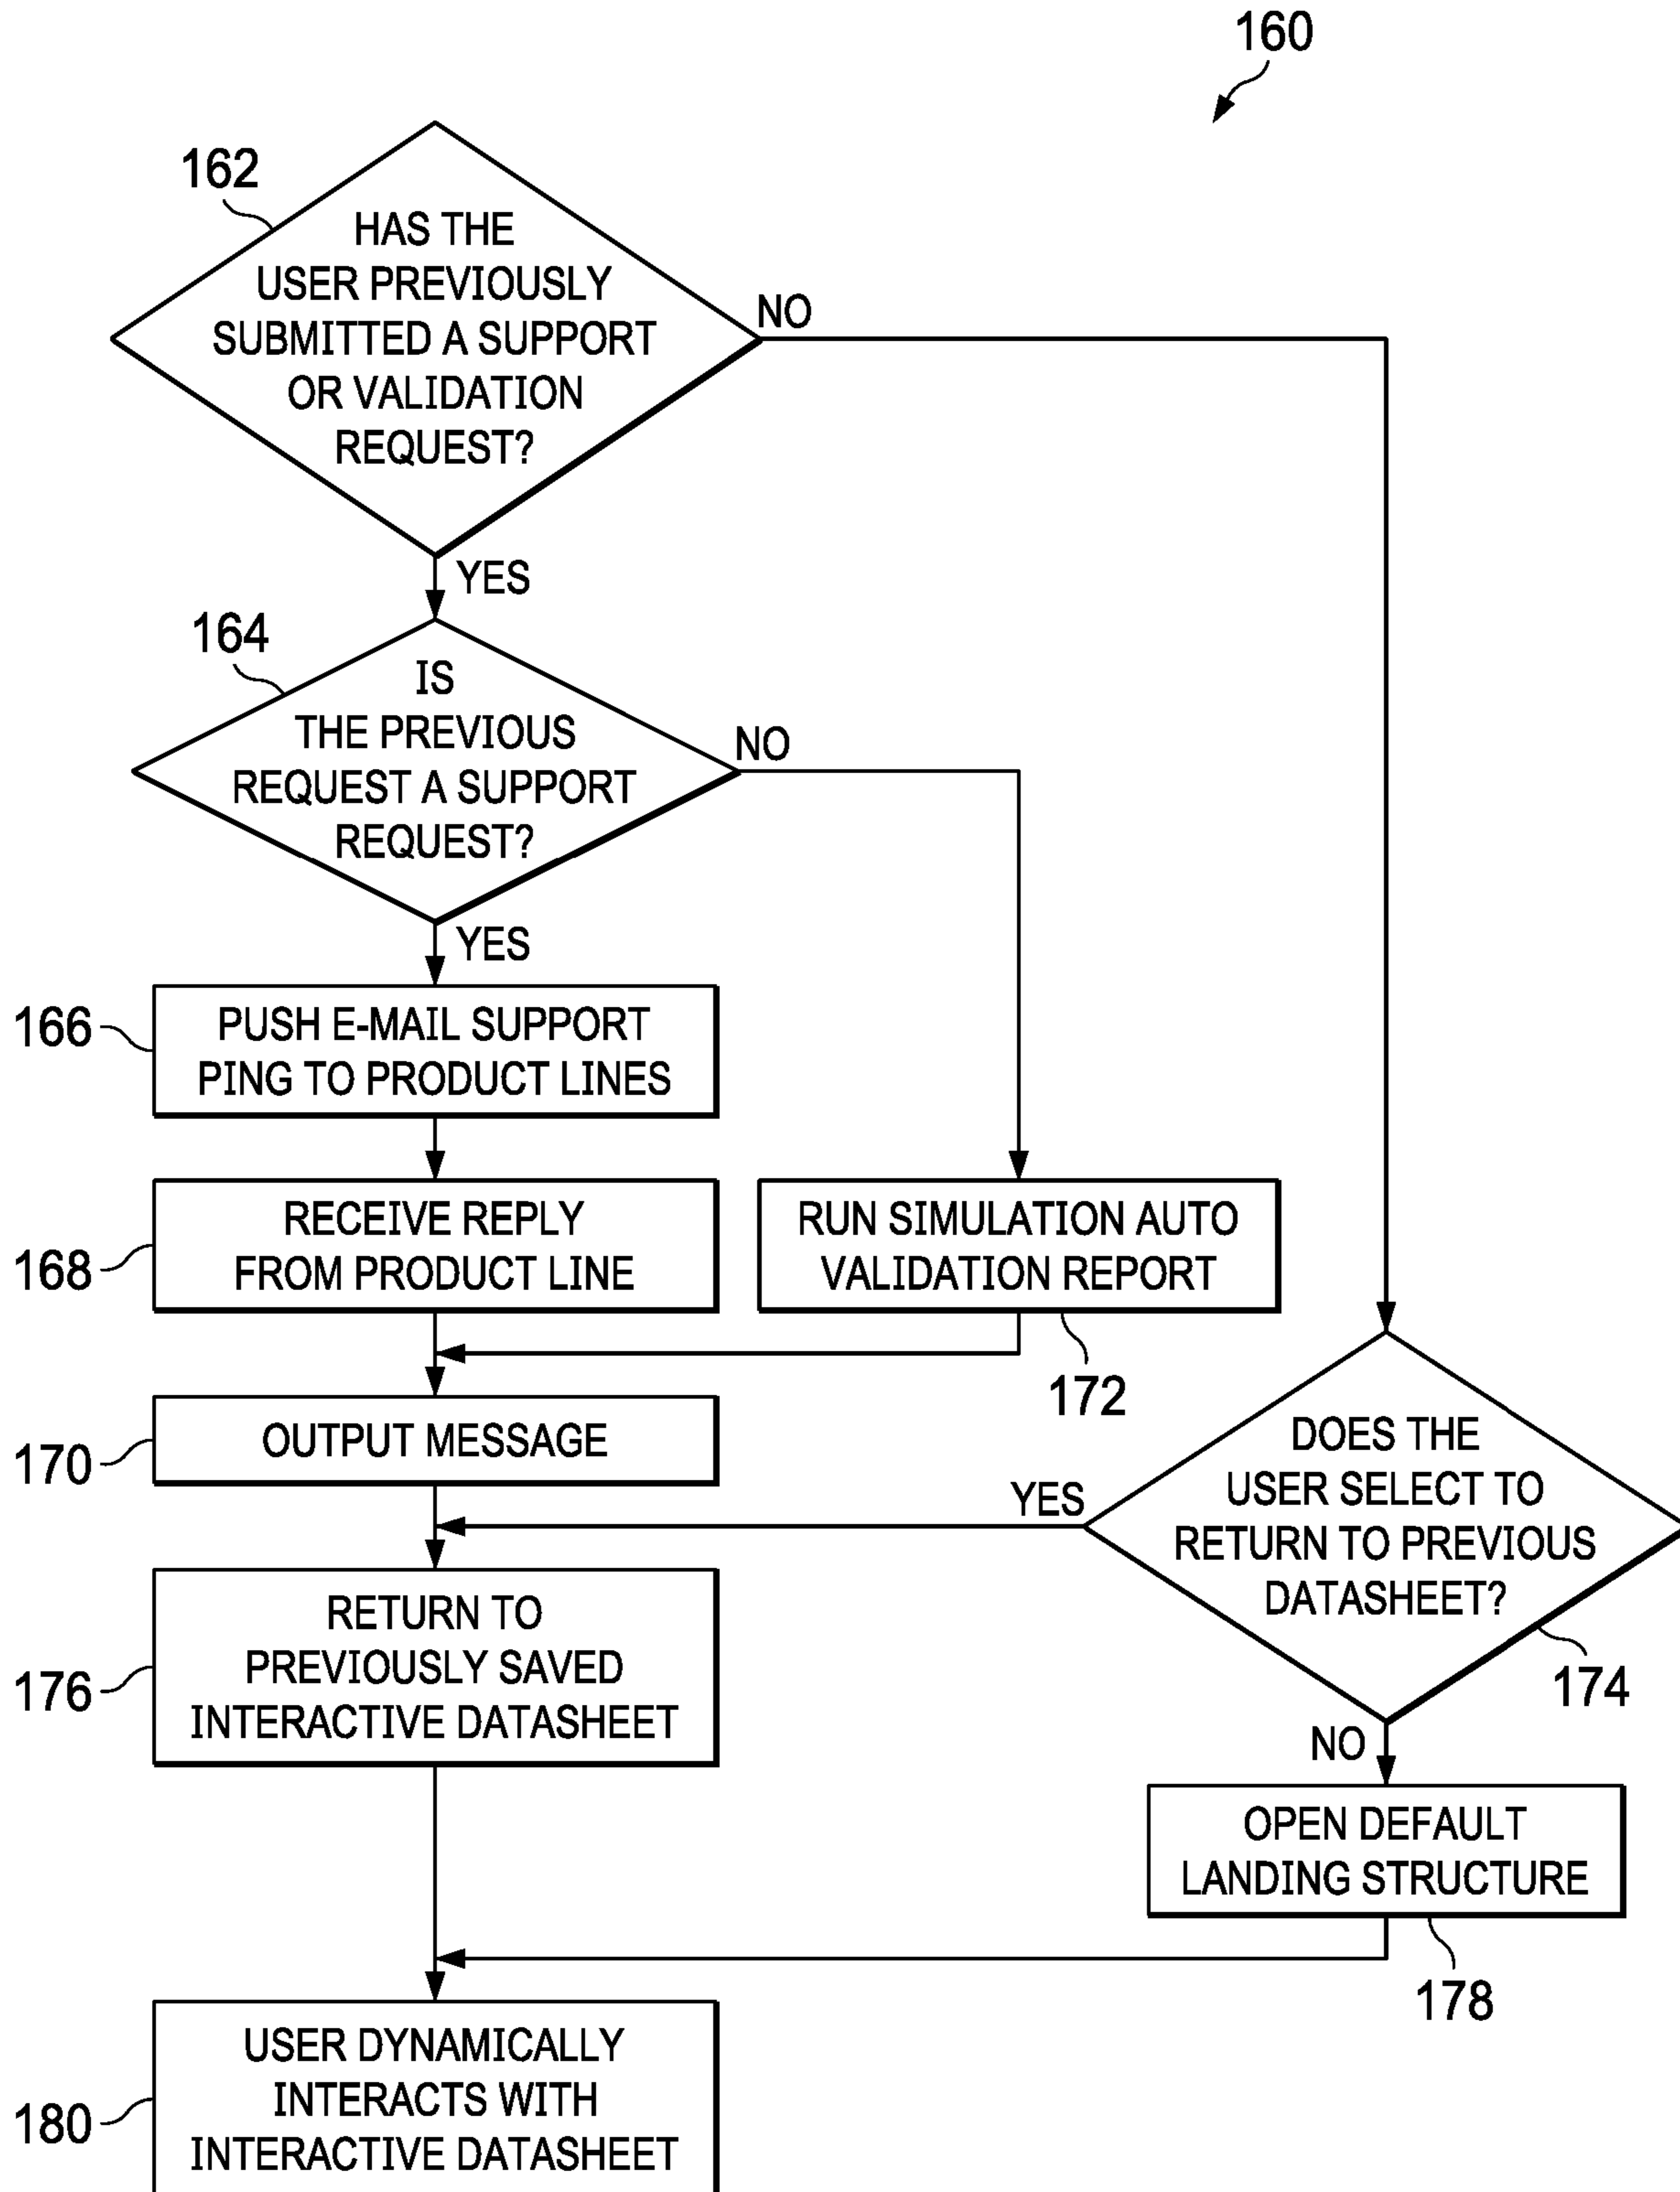 160
162
HAS THE
USER PREVIOUSLY
SUBMITTED A SUPPORT
OR VALIDATION
REQUEST?
NO
YES
164
IS
THE PREVIOUS
REQUEST A SUPPORT
REQUEST?
NO
YES
166
PUSH E-MAIL SUPPORT
PING TO PRODUCT LINES
168
RECEIVE REPLY
FROM PRODUCT LINE
RUN SIMULATION AUTO
VALIDATION REPORT
172
170
OUTPUT MESSAGE
DOES THE
USER SELECT TO
RETURN TO PREVIOUS
DATASHEET?
YES
174
NO
176
RETURN TO
PREVIOUSLY SAVED
INTERACTIVE DATASHEET
OPEN DEFAULT
LANDING STRUCTURE
178
180
USER DYNAMICALLY
INTERACTS WITH
INTERACTIVE DATASHEET